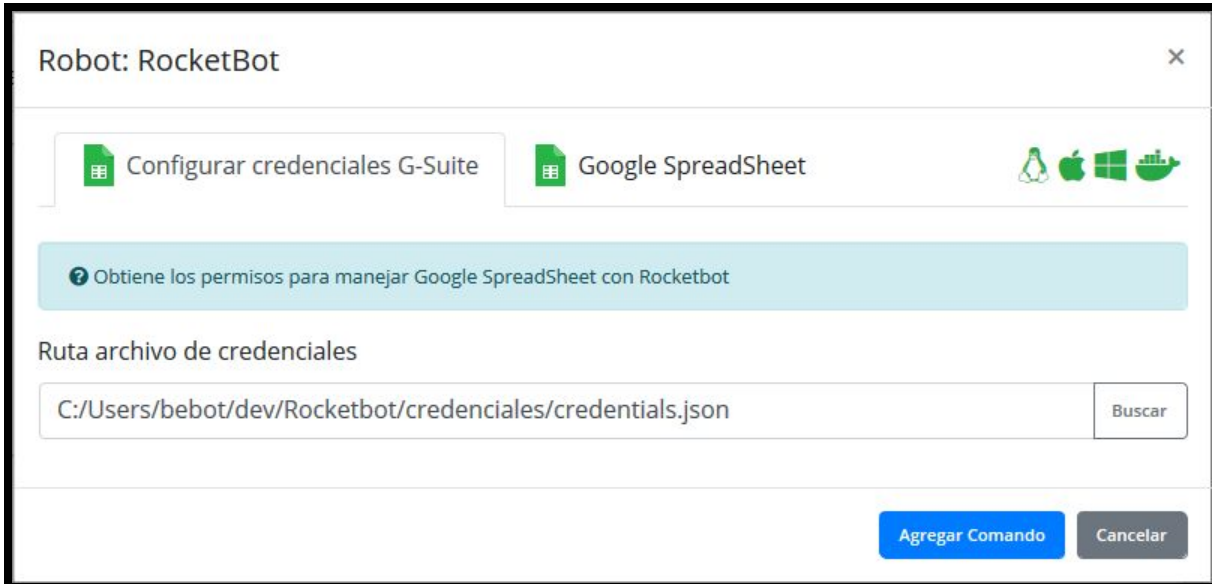 Robot: RocketBot
×
Configurar credenciales G-Suite
Google SpreadSheet
Obtiene los permisos para manejar Google SpreadSheet con Rocketbot
Ruta archivo de credenciales
C:/Users/bebot/dev/Rocketbot/credenciales/credentials.json
Buscar
Agregar Comando
Cancelar